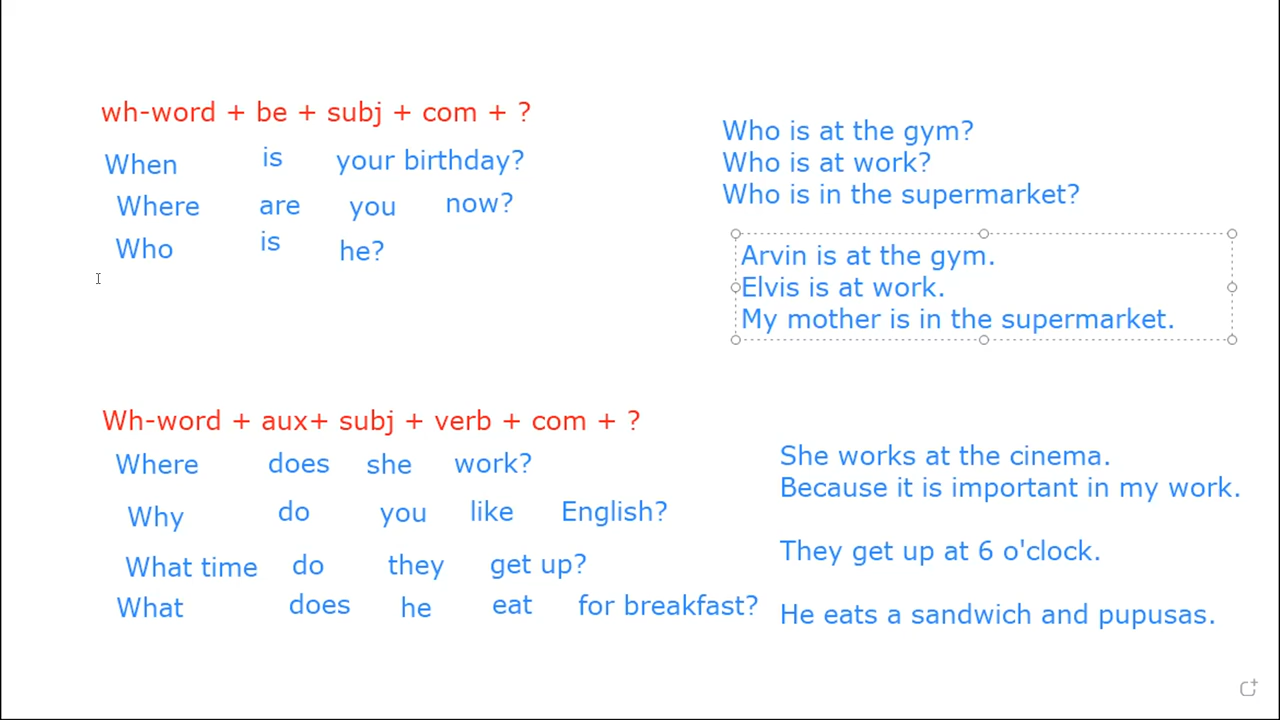 wh-word + be + subj + com + ?
When is your birthday?
Where are you now?
Who is he?
Who is at the gym?
Who is at work?
Who is in the supermarket?
Arvin is at the gym.
Elvis is at work.
My mother is in the supermarket.
Wh-word + aux+ subj + verb + com + ?
Where does she work?
Why do you like English?
What time do they get up?
What does he eat for breakfast?
She works at the cinema.
Because it is important in my work.
They get up at 6 o'clock.
He eats a sandwich and pupusas.